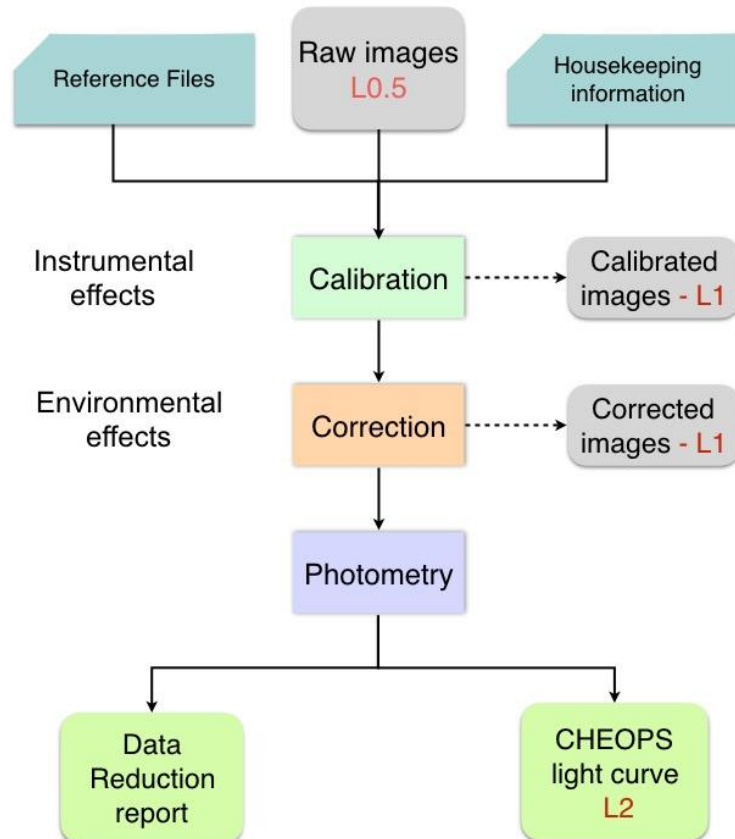 Reference Files
Raw images
L0.5
Housekeeping
information
Instrumental
effects
Calibration
Calibrated
images - L1
Environmental
effects
Correction
Corrected
images - L1
Photometry
Data
Reduction
report
CHEOPS
light curve
L2